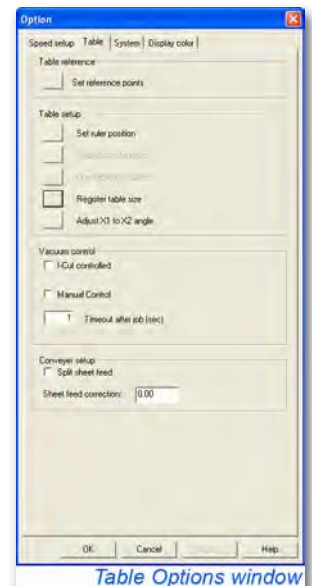 Option
Speed setup Table System Display color
Table reference
Set reference points
Table setup
Set ruler position
Register table size
Adjust X1 to X2 angle
Vacuum control
I-Cut controlled
Manual Control
1 Timeout after job (sec)
Conveyer setup
Split sheet feed
Sheet feed correction: 0.00
OK Cancel Help
Table Options window